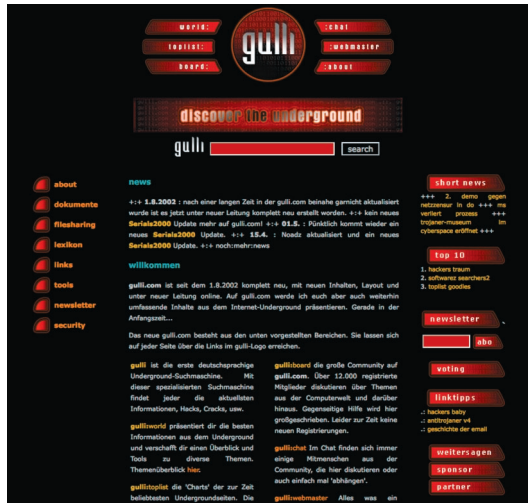 world:
:chat
toplist:
gulli
:webmaster
board:
:about
discover the underground
gulli
search
about
dokumente
filesharing
lexikon
links
tools
newsletter
security
news
+:+ 1.8.2002 : nach einer langen Zeit in der gulli.com beinahe garnicht aktualisiert
wurde ist es jetzt unter neuer Leitung komplett neu erstellt worden. +:+ kein neues
Serials2000 Update mehr auf gulli.com! +:+ 01.5. : Pünktlich kommt wieder ein
neues Serials2000 Update. +:+ 15.4. : Noadz aktualisiert und ein neues
Serials2000 Update. +:+ noch:mehr:news
willkommen
gulli.com ist seit dem 1.8.2002 komplett neu, mit neuen Inhalten, Layout und
unter neuer Leitung online. Auf gulli.com werde ich euch aber auch weiterhin
umfassende Inhalte aus dem Internet-Underground präsentieren. Gerade in der
Anfangszeit...
Das neue gulli.com besteht aus den unten vorgestellten Bereichen. Sie lassen sich
auf jeder Seite über die Links im gulli-Logo erreichen.
gulli ist die erste deutschsprachige
Underground-Suchmaschine. Mit
dieser spezialisierten Suchmaschine
findet jeder die aktuellsten
Informationen, Hacks, Cracks, usw.
gulli:world präsentiert dir die besten
Informationen aus dem Underground
und verschafft dir einen Überblick und
Tools zu diverse Themen.
Themenüberblick hier.
gulli:toplist die 'Charts' der zur Zeit
beliebtesten Undergroundseiten. Die
gulli:board die große Community auf
gulli.com. Über 12.000 registrierte
Mitglieder diskutieren über Themen
aus der Computerwelt und darüber
hinaus. Gegenseitige Hilfe wird hier
großgeschrieben. Leider zur Zeit keine
neuen Registrierungen.
gulli:chat Im Chat finden sich immer
einige Mitmenschen aus der
Community, die hier diskutieren oder
auch einfach mal 'abhängen'.
gulli:webmaster Alles was ein
short news
+++ 2. demo gegen
netzzensur in do +++ ms
verliert prozess +++
trojaner-museum im
cyberspace eröffnet +++
top 10
1. hackers traum
2. softwarez searchers2
3. toplist goodies
newsletter
abo
voting
linktipps
.: hackers baby
.: antitrojaner v4
.: geschichte der email
weitersagen
sponsor
partner